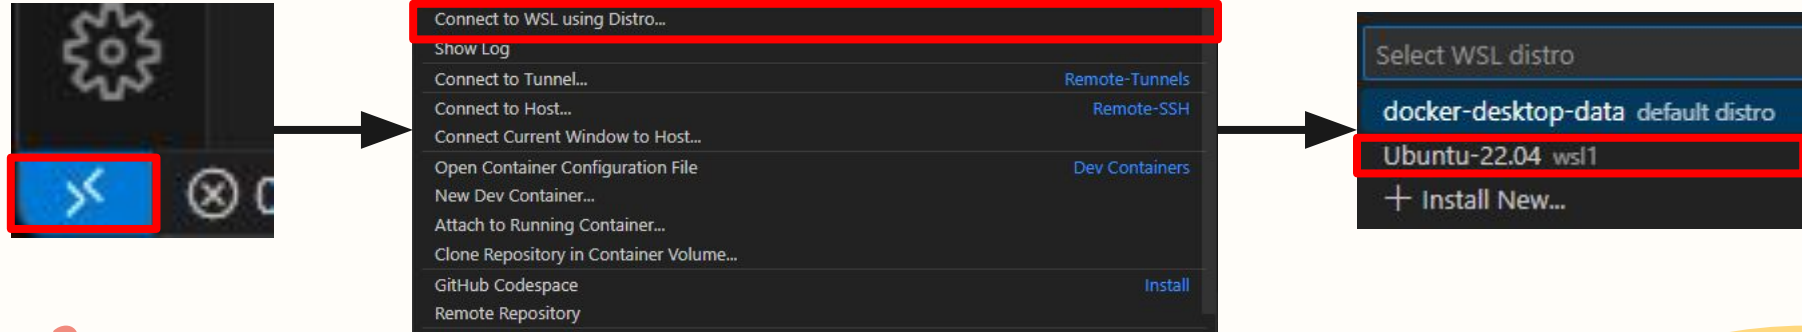 Connect to WSL using Distro...
Show Log
Connect to Tunnel... Remote-Tunnels
Connect to Host... Remote-SSH
Connect Current Window to Host...
Open Container Configuration File Dev Containers
New Dev Container...
Attach to Running Container...
Clone Repository in Container Volume...
GitHub Codespace Install
Remote Repository
Select WSL distro
docker-desktop-data default distro
Ubuntu-22.04 wsl1
+ Install New...